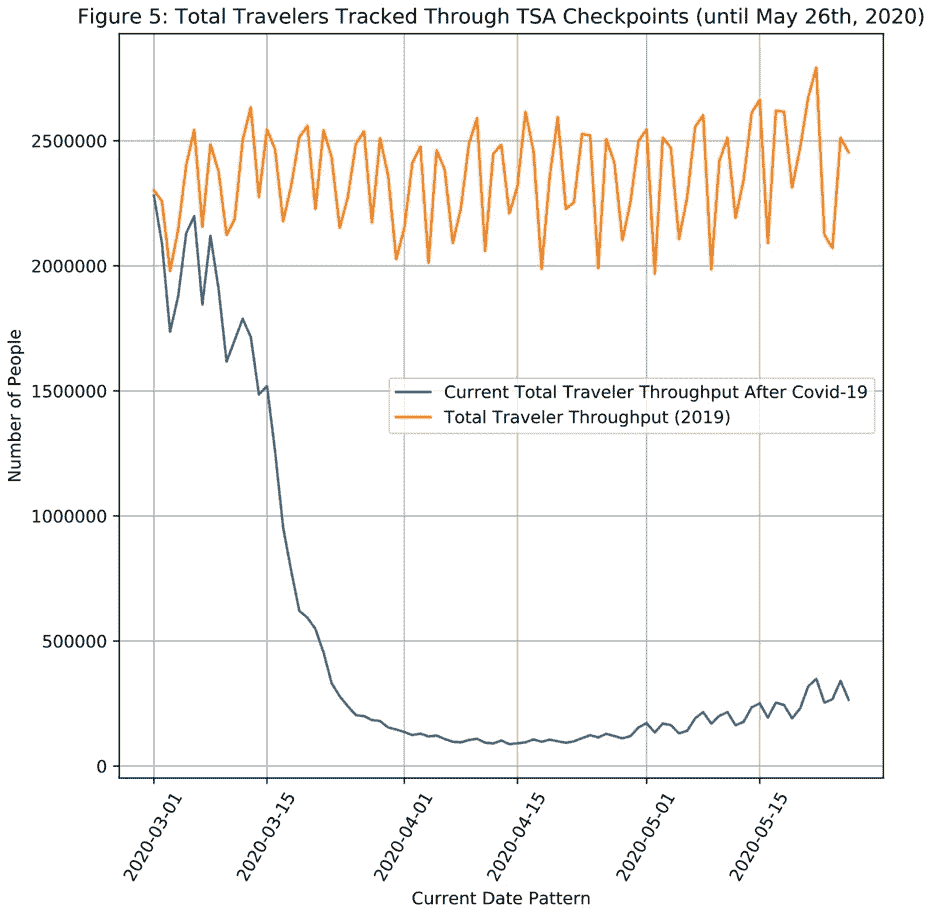 Figure 5: Total Travelers Tracked Through TSA Checkpoints (until May 26th, 2020)
2500000
2000000
1500000
1000000
500000
0
Number of People
Current Total Traveler Throughput After Covid-19
Total Traveler Throughput (2019)
2020-03-01
2020-03-15
2020-04-01
2020-04-15
2020-05-01
2020-05-15
Current Date Pattern